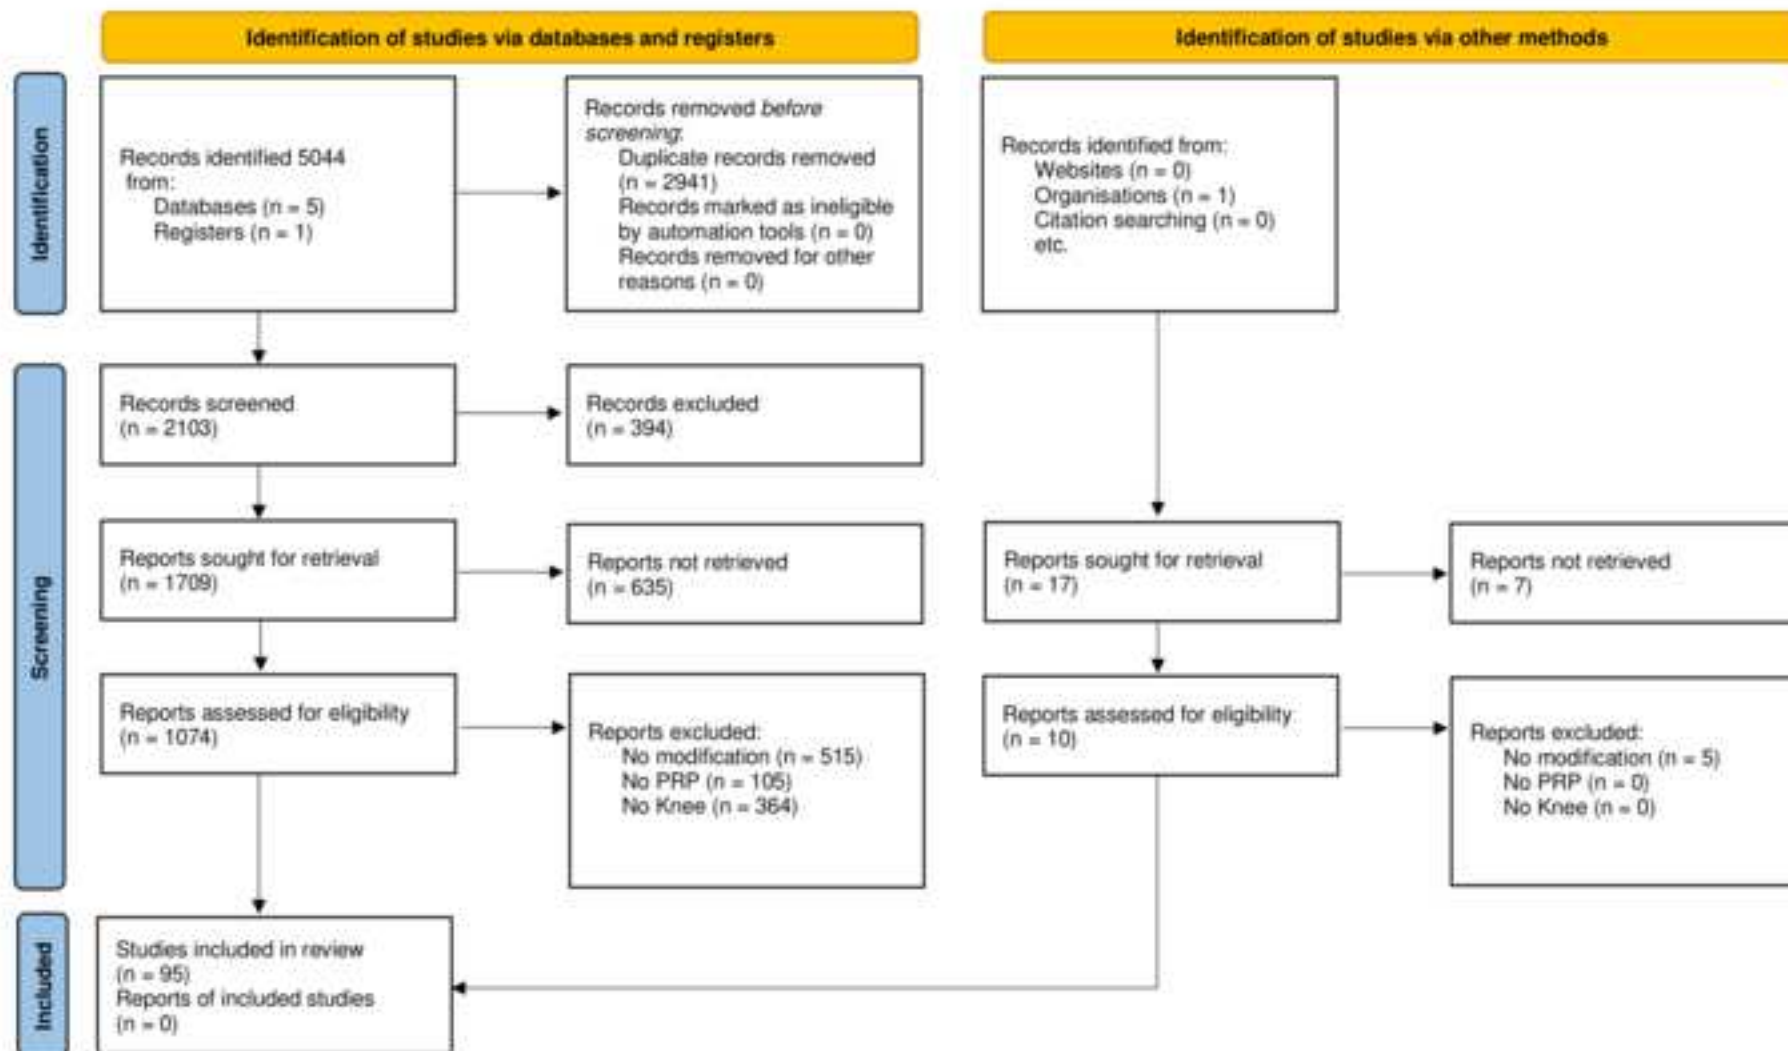 Identification of studies via databases and registers
Identification of studies via other methods
Identification
Records identified 5044
from:
Databases (n = 5)
Registers (n = 1)
Records removed before
screening:
Duplicate records removed
(n = 2941)
Records marked as ineligible
by automation tools (n = 0)
Records removed for other
reasons (n = 0)
Records identified from:
Websites (n = 0)
Organisations (n = 1)
Citation searching (n = 0)
etc.
Screening
Records screened
(n = 2103)
Records excluded
(n = 394)
Reports sought for retrieval
(n = 1709)
Reports not retrieved
(n = 635)
Reports sought for retrieval
(n = 17)
Reports not retrieved
(n = 7)
Reports assessed for eligibility
(n = 1074)
Reports excluded:
No modification (n = 515)
No PRP (n = 105)
No Knee (n = 364)
Reports assessed for eligibility
(n = 10)
Reports excluded:
No modification (n = 5)
No PRP (n = 0)
No Knee (n = 0)
Included
Studies included in review
(n = 95)
Reports of included studies
(n = 0)